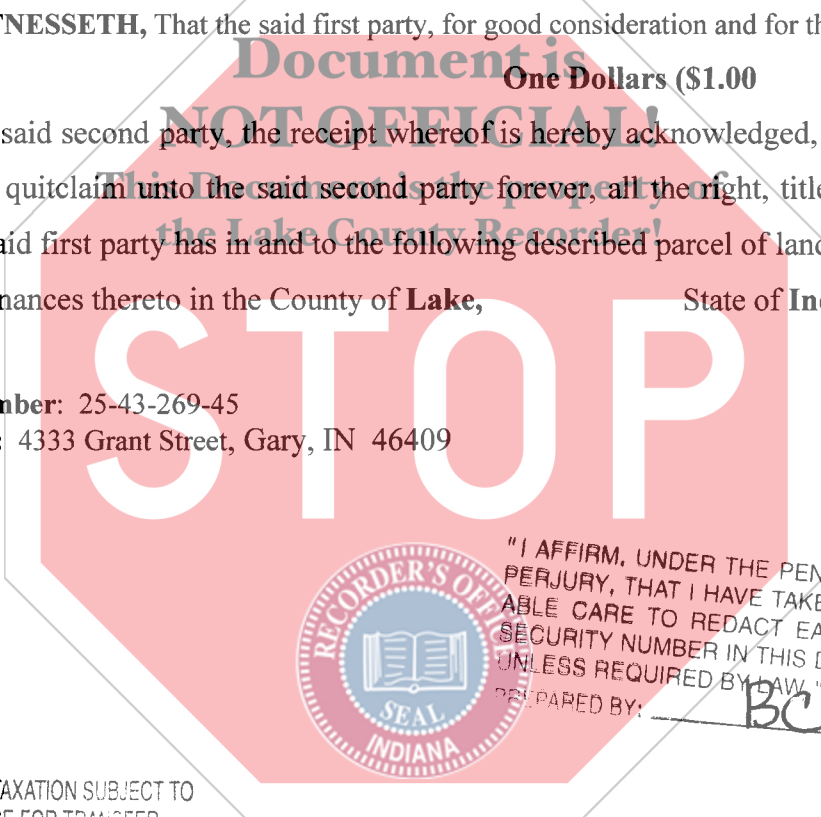 TNESSETH, That the said first party, for good consideration and for th
Document is
One Dollars ($1.00
NOT OFFICIAL!
said second party, the receipt whereof is hereby acknowledged,
This Document is the property of
quitclaim unto the said second party forever, all the right, title
the Lake County Recorder!
aid first party has in and to the following described parcel of land
nances thereto in the County of Lake, State of In
STOP
mber: 25-43-269-45
: 4333 Grant Street, Gary, IN 46409
"I AFFIRM, UNDER THE PEN
PERJURY, THAT I HAVE TAKE
ABLE CARE TO REDACT EA
SECURITY NUMBER IN THIS D
UNLESS REQUIRED BY LAW."
PREPARED BY: BC
RECORDER'S OFFICE
SEAL
INDIANA
TAXATION SUBJECT TO
E FOR TRANSFER